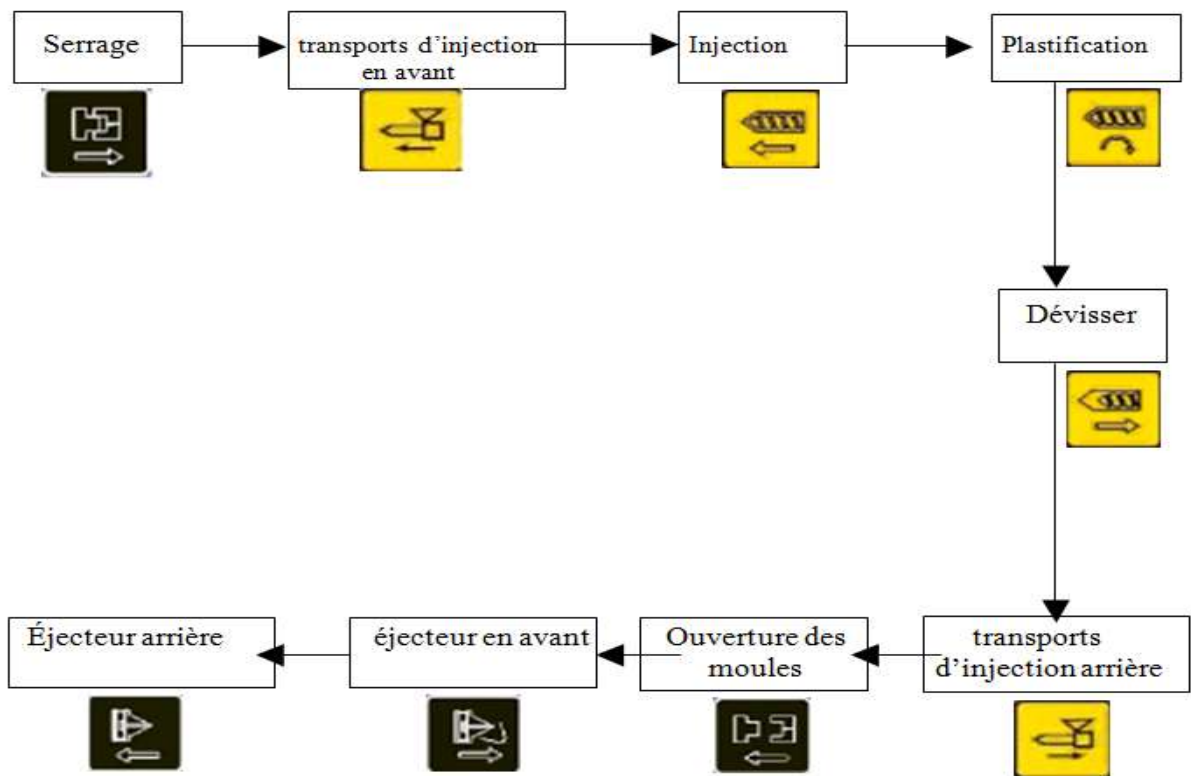 Serrage
transports d'injection
en avant
Injection
Plastification
Dévisser
transports
d'injection arrière
Ouverture des
moules
éjecteur en avant
Éjecteur arrière